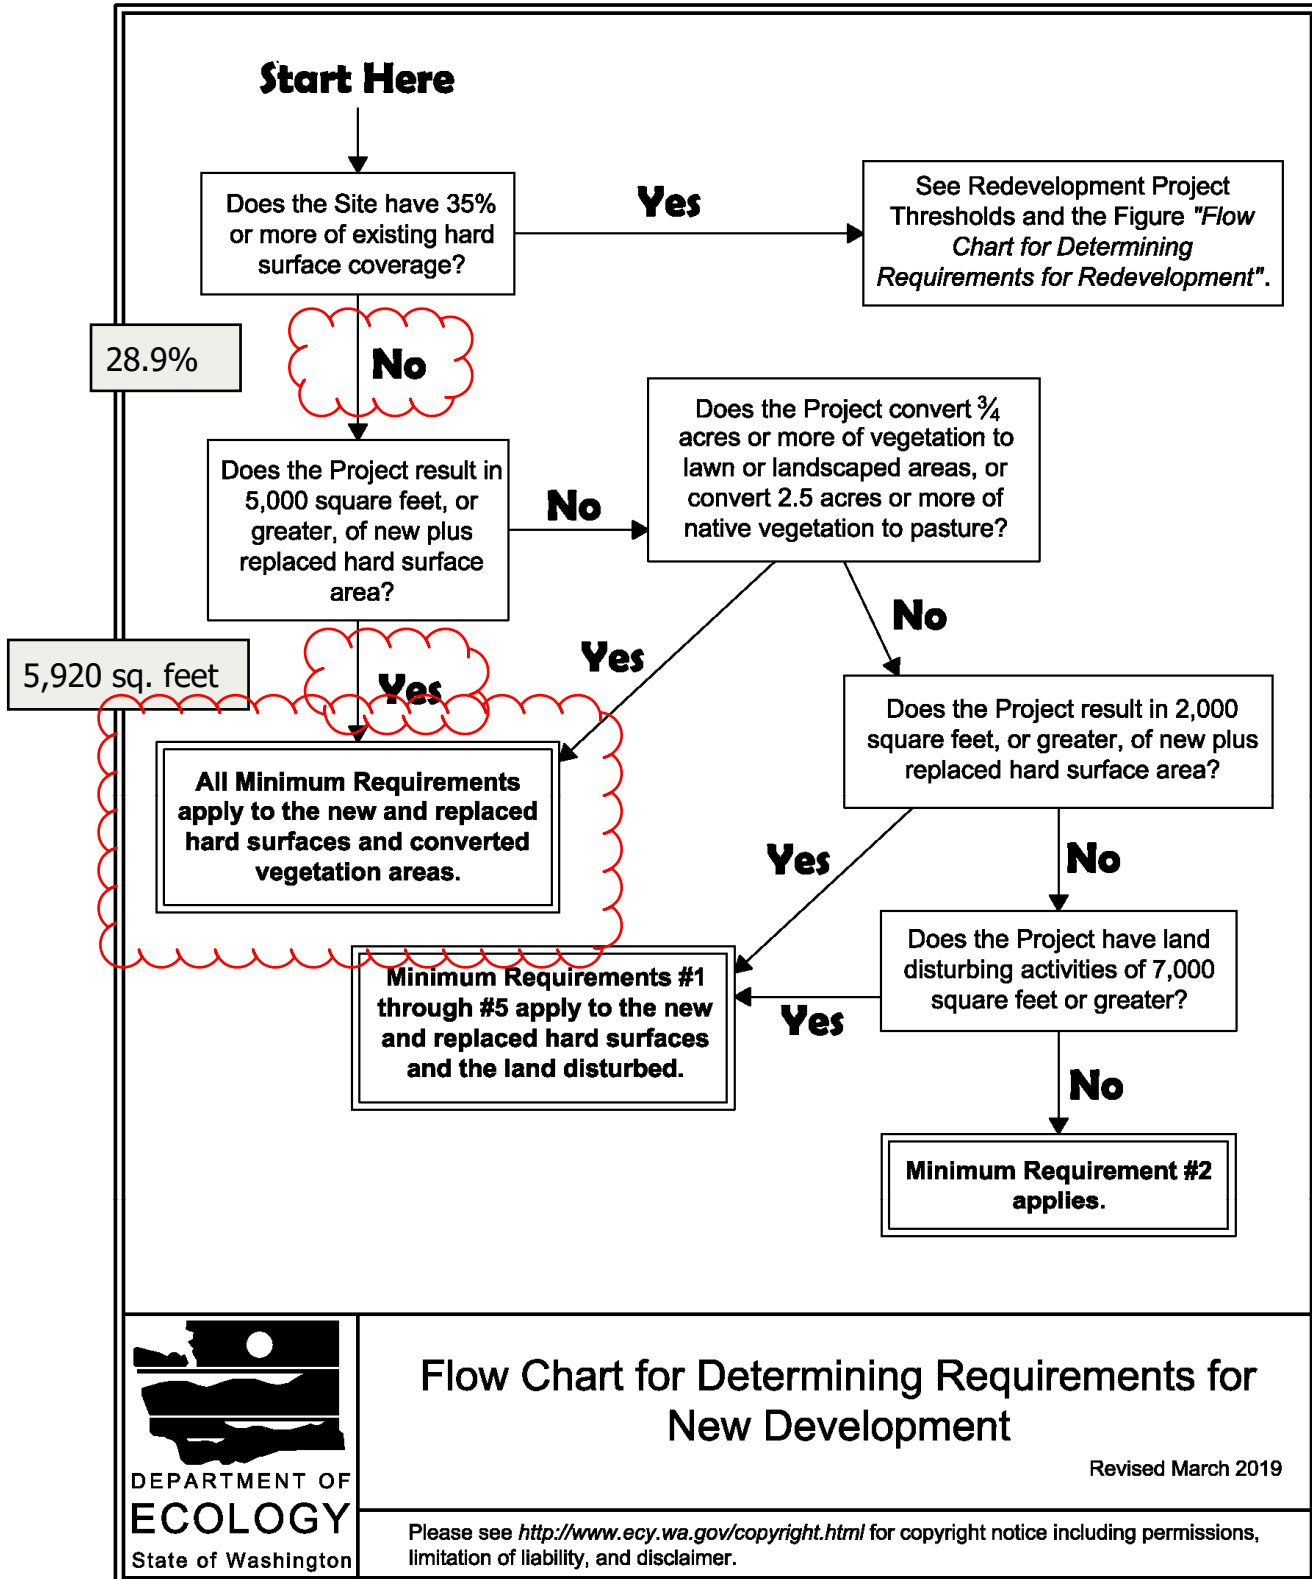 Start Here
Does the Site have 35%
or more of existing hard
surface coverage?
Yes
See Redevelopment Project
Thresholds and the Figure "Flow
Chart for Determining
Requirements for Redevelopment".
28.9%
No
Does the Project result in
5,000 square feet, or
greater, of new plus
replaced hard surface
area?
No
Does the Project convert ¾
acres or more of vegetation to
lawn or landscaped areas, or
convert 2.5 acres or more of
native vegetation to pasture?
5,920 sq. feet
Yes
Yes
No
All Minimum Requirements
apply to the new and replaced
hard surfaces and converted
vegetation areas.
Does the Project result in 2,000
square feet, or greater, of new plus
replaced hard surface area?
Yes
No
Minimum Requirements #1
through #5 apply to the new
and replaced hard surfaces
and the land disturbed.
Yes
Does the Project have land
disturbing activities of 7,000
square feet or greater?
No
Minimum Requirement #2
applies.
DEPARTMENT OF
ECOLOGY
State of Washington
Flow Chart for Determining Requirements for
New Development
Revised March 2019
Please see http://www.ecy.wa.gov/copyright.html for copyright notice including permissions,
limitation of liability, and disclaimer.